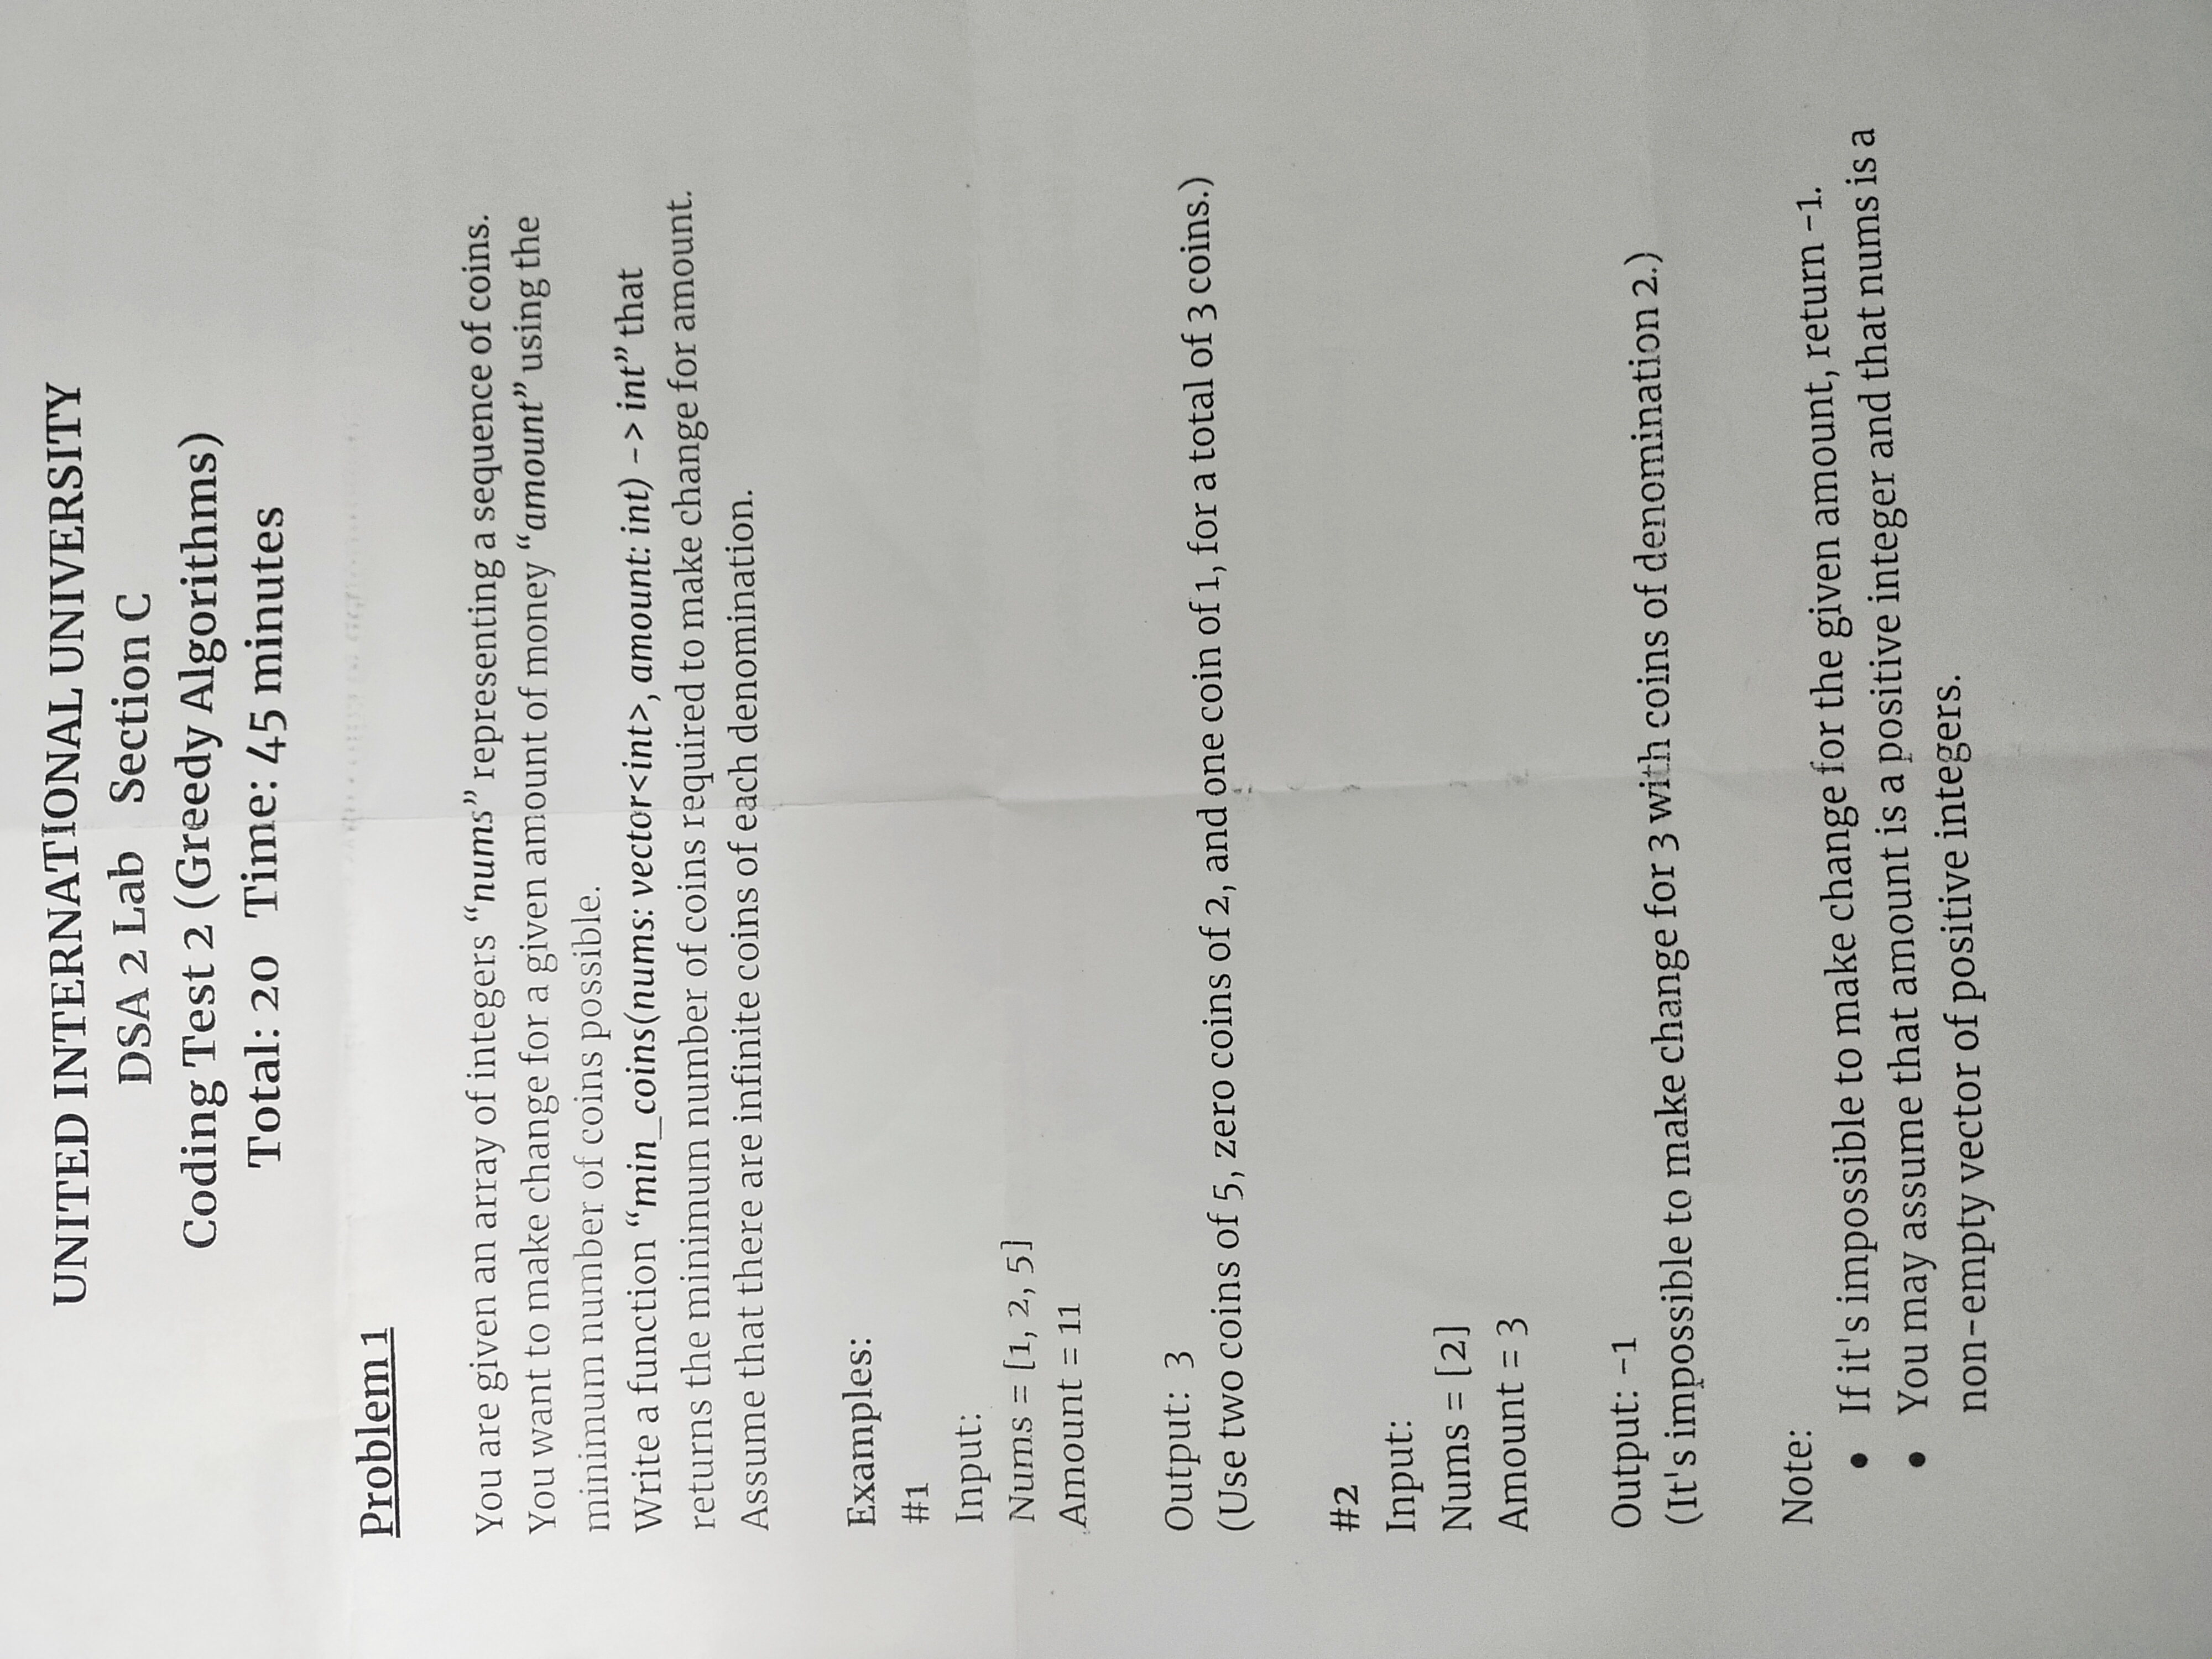 UNITED INTERNATIONAL UNIVERSITY
DSA 2 Lab Section C
Coding Test 2 (Greedy Algorithms)
Total: 20 Time: 45 minutes
Problem 1
You are given an array of integers “nums” representing a sequence of coins.
You want to make change for a given amount of money “amount” using the
minimum number of coins possible.
Write a function “min_coins(nums: vector<int>, amount: int) -> int” that
returns the minimum number of coins required to make change for amount.
Assume that there are infinite coins of each denomination.
Examples:
#1
Input:
Nums = [1, 2, 5]
Amount = 11
Output: 3
(Use two coins of 5, zero coins of 2, and one coin of 1, for a total of 3 coins.)
#2
Input:
Nums = [2]
Amount = 3
Output: -1
(It's impossible to make change for 3 with coins of denomination 2.)
Note:
● If it's impossible to make change for the given amount, return -1.
● You may assume that amount is a positive integer and that nums is a
non-empty vector of positive integers.